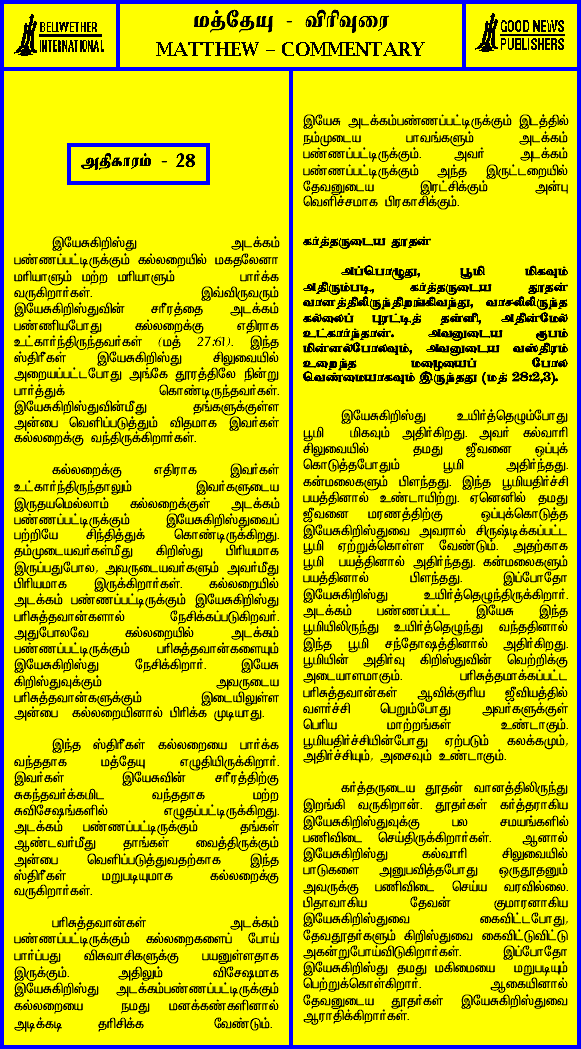 BELLWETHER
INTERNATIONAL
மத்தேயு - விரிவுரை
MATTHEW – COMMENTARY
GOOD NEWS
PUBLISHERS
அதிகாரம் - 28
இயேசுகிறிஸ்து அடக்கம்
பண்ணப்பட்டிருக்கும் கல்லறையில் மகதலேனா
மரியாளும் மற்ற மரியாளும் பார்க்க
வருகிறார்கள். இவ்விருவரும்
இயேசுகிறிஸ்துவின் சரீரத்தை அடக்கம்
பண்ணியபோது கல்லறைக்கு எதிராக
உட்கார்ந்திருந்தவர்கள் (மத் 27:61). இந்த
ஸ்திரீகள் இயேசுகிறிஸ்து சிலுவையில்
அறையப்பட்டபோது அங்கே தூரத்திலே நின்று
பார்த்துக் கொண்டிருந்தவர்கள்.
இயேசுகிறிஸ்துவின்மீது தங்களுக்குள்ள
அன்பை வெளிப்படுத்தும் விதமாக இவர்கள்
கல்லறைக்கு வந்திருக்கிறார்கள்.
கல்லறைக்கு எதிராக இவர்கள்
உட்கார்ந்திருந்தாலும் இவர்களுடைய
இருதயமெல்லாம் கல்லறைக்குள் அடக்கம்
பண்ணப்பட்டிருக்கும் இயேசுகிறிஸ்துவைப்
பற்றியே சிந்தித்துக் கொண்டிருக்கிறது.
தம்முடையவர்கள்மீது கிறிஸ்து பிரியமாக
இருப்பதுபோல, அவருடையவர்களும் அவர்மீது
பிரியமாக இருக்கிறார்கள். கல்லறையில்
அடக்கம் பண்ணப்பட்டிருக்கும் இயேசுகிறிஸ்து
பரிசுத்தவான்களால் நேசிக்கப்படுகிறவர்.
அதுபோலவே கல்லறையில் அடக்கம்
பண்ணப்பட்டிருக்கும் பரிசுத்தவான்களையும்
இயேசுகிறிஸ்து நேசிக்கிறார். இயேசு
கிறிஸ்துவுக்கும் அவருடைய
பரிசுத்தவான்களுக்கும் இடையிலுள்ள
அன்பை கல்லறையினால் பிரிக்க முடியாது.
இந்த ஸ்திரீகள் கல்லறையை பார்க்க
வந்ததாக மத்தேயு எழுதியிருக்கிறார்.
இவர்கள் இயேசுவின் சரீரத்திற்கு
சுகந்தவர்க்கமிட வந்ததாக மற்ற
சுவிசேஷங்களில் எழுதப்பட்டிருக்கிறது.
அடக்கம் பண்ணப்பட்டிருக்கும் தங்கள்
ஆண்டவர்மீது தாங்கள் வைத்திருக்கும்
அன்பை வெளிப்படுத்துவதற்காக இந்த
ஸ்திரீகள் மறுபடியுமாக கல்லறைக்கு
வருகிறார்கள்.
பரிசுத்தவான்கள் அடக்கம்
பண்ணப்பட்டிருக்கும் கல்லறைகளைப் போய்
பார்ப்பது விசுவாசிகளுக்கு பயனுள்ளதாக
இருக்கும். அதிலும் விசேஷமாக
இயேசுகிறிஸ்து அடக்கம்பண்ணப்பட்டிருக்கும்
கல்லறையை நமது மனக்கண்களினால்
அடிக்கடி தரிசிக்க வேண்டும்.
இயேசு அடக்கம்பண்ணப்பட்டிருக்கும் இடத்தில்
நம்முடைய பாவங்களும் அடக்கம்
பண்ணப்பட்டிருக்கும். அவர் அடக்கம்
பண்ணப்பட்டிருக்கும் அந்த இருட்டறையில்
தேவனுடைய இரட்சிக்கும் அன்பு
வெளிச்சமாக பிரகாசிக்கும்.
கர்த்தருடைய தூதன்
அப்பொழுது, பூமி மிகவும்
அதிரும்படி, கர்த்தருடைய தூதன்
வானத்திலிருந்திறங்கிவந்து, வாசலிலிருந்த
கல்லைப் புரட்டித் தள்ளி, அதின்மேல்
உட்கார்ந்தான். அவனுடைய ரூபம்
மின்னல்போலவும், அவனுடைய வஸ்திரம்
உறைந்த மழையைப் போல
வெண்மையாகவும் இருந்தது (மத் 28:2,3).
இயேசுகிறிஸ்து உயிர்த்தெழும்போது
பூமி மிகவும் அதிர்கிறது. அவர் கல்வாரி
சிலுவையில் தமது ஜீவனை ஒப்புக்
கொடுத்தபோதும் பூமி அதிர்ந்தது.
கன்மலைகளும் பிளந்தது. இந்த பூமியதிர்ச்சி
பயத்தினால் உண்டாயிற்று. ஏனெனில் தமது
ஜீவனை மரணத்திற்கு ஒப்புக்கொடுத்த
இயேசுகிறிஸ்துவை அவரால் சிருஷ்டிக்கப்பட்ட
பூமி ஏற்றுக்கொள்ள வேண்டும். அதற்காக
பூமி பயத்தினால் அதிர்ந்தது. கன்மலைகளும்
பயத்தினால் பிளந்தது. இப்போதோ
இயேசுகிறிஸ்து உயிர்த்தெழுந்திருக்கிறார்.
அடக்கம் பண்ணப்பட்ட இயேசு இந்த
பூமியிலிருந்து உயிர்த்தெழுந்து வந்ததினால்
இந்த பூமி சந்தோஷத்தினால் அதிர்கிறது.
பூமியின் அதிர்வு கிறிஸ்துவின் வெற்றிக்கு
அடையாளமாகும். பரிசுத்தமாக்கப்பட்ட
பரிசுத்தவான்கள் ஆவிக்குரிய ஜீவியத்தில்
வளர்ச்சி பெறும்போது அவர்களுக்குள்
பெரிய மாற்றங்கள் உண்டாகும்.
பூமியதிர்ச்சியின்போது ஏற்படும் கலக்கமும்,
அதிர்ச்சியும், அசைவும் உண்டாகும்.
கர்த்தருடைய தூதன் வானத்திலிருந்து
இறங்கி வருகிறான். தூதர்கள் கர்த்தராகிய
இயேசுகிறிஸ்துவுக்கு பல சமயங்களில்
பணிவிடை செய்திருக்கிறார்கள். ஆனால்
இயேசுகிறிஸ்து கல்வாரி சிலுவையில்
பாடுகளை அனுபவித்தபோது ஒருதூதனும்
அவருக்கு பணிவிடை செய்ய வரவில்லை.
பிதாவாகிய தேவன் குமாரனாகிய
இயேசுகிறிஸ்துவை கைவிட்டபோது,
தேவதூதர்களும் கிறிஸ்துவை கைவிட்டுவிட்டு
அகன்றுபோய்விடுகிறார்கள். இப்போதோ
இயேசுகிறிஸ்து தமது மகிமையை மறுபடியும்
பெற்றுக்கொள்கிறார். ஆகையினால்
தேவனுடைய தூதர்கள் இயேசுகிறிஸ்துவை
ஆராதிக்கிறார்கள்.